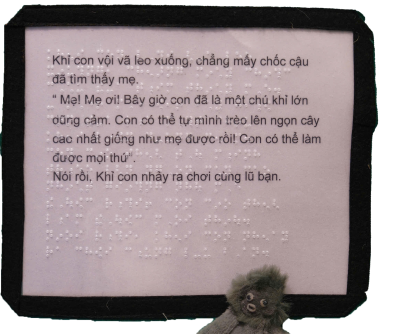 Khỉ con vội vã leo xuống, chẳng mấy chốc cậu
đã tìm thấy mẹ.
“ Mẹ! Mẹ ơi! Bây giờ con đã là một chú khỉ lớn
dũng cảm. Con có thể tự mình trèo lên ngọn cây
cao nhất giống như mẹ được rồi! Con có thể làm
được mọi thứ”.
Nói rồi, Khỉ con nhảy ra chơi cùng lũ bạn.